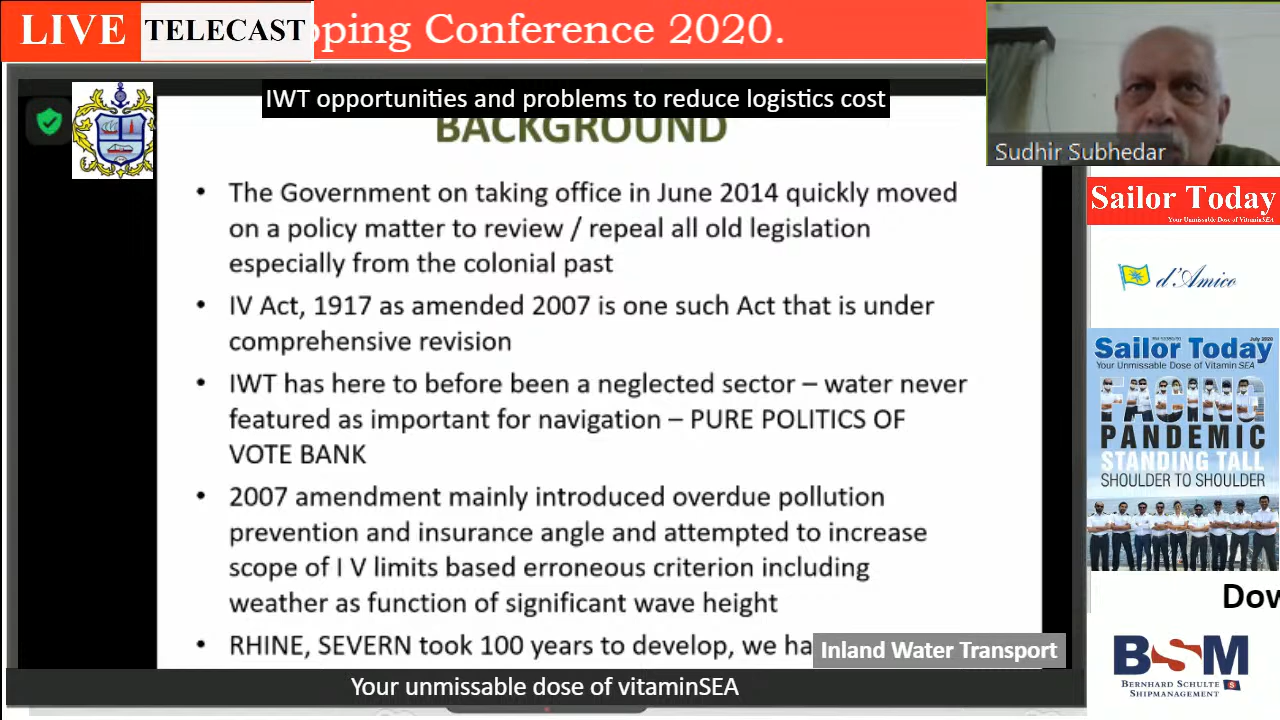 LIVE TELECAST pping Conference 2020.
IWT opportunities and problems to reduce logistics cost
BACKGROUND
Sudhir Subhedar
• The Government on taking office in June 2014 quickly moved
on a policy matter to review / repeal all old legislation
especially from the colonial past
• IV Act, 1917 as amended 2007 is one such Act that is under
comprehensive revision
• IWT has here to before been a neglected sector – water never
featured as important for navigation – PURE POLITICS OF
VOTE BANK
• 2007 amendment mainly introduced overdue pollution
prevention and insurance angle and attempted to increase
scope of I V limits based erroneous criterion including
weather as function of significant wave height
• RHINE, SEVERN took 100 years to develop, we ha
Inland Water Transport
Your unmissable dose of vitaminSEA
Sailor Today
Your Unmissable Dose of VitaminSEA
d'Amico
July 2020
Sailor Today
Your Unmissable Dose of Vitamin SEA
FACING
PANDEMIC
STANDING TALL
SHOULDER TO SHOULDER
Dow
BSM
BERNHARD SCHULTE
SHIPMANAGEMENT